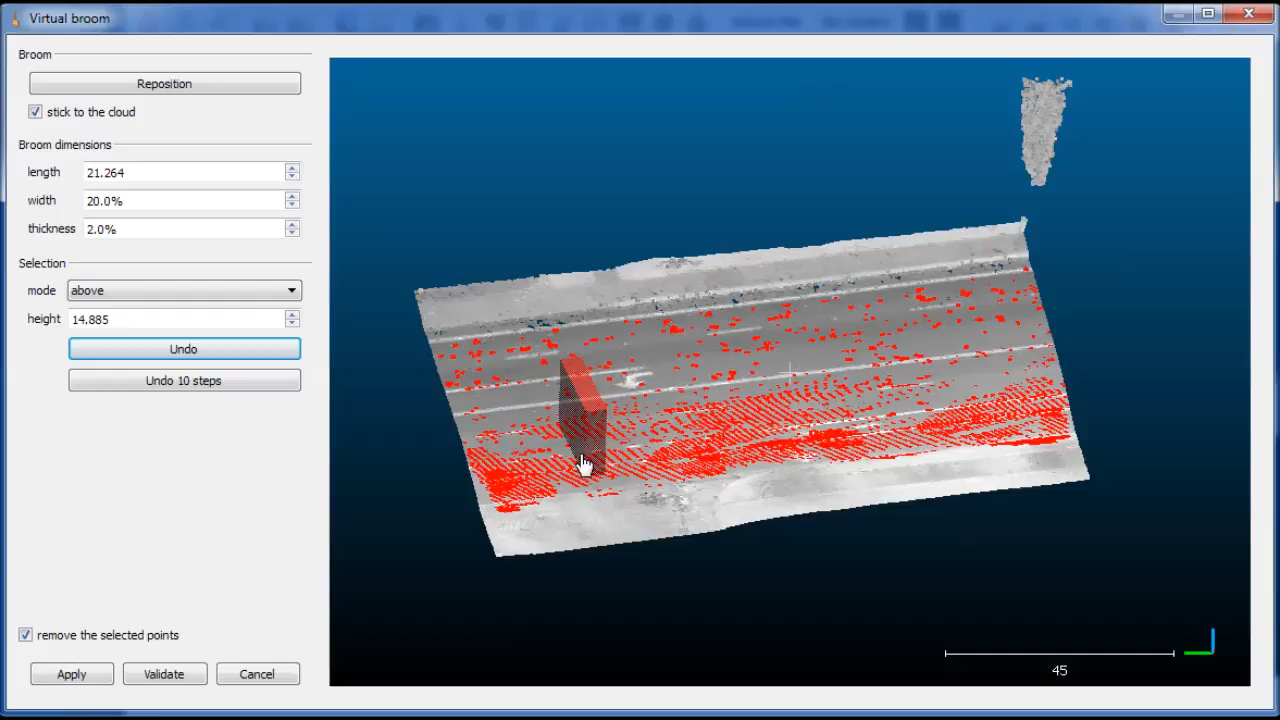 Virtual broom
Broom
Reposition
stick to the cloud
Broom dimensions
length 21.264
width 20.0%
thickness 2.0%
Selection
mode above
height 14.885
Undo
Undo 10 steps
remove the selected points
Apply Validate Cancel
45